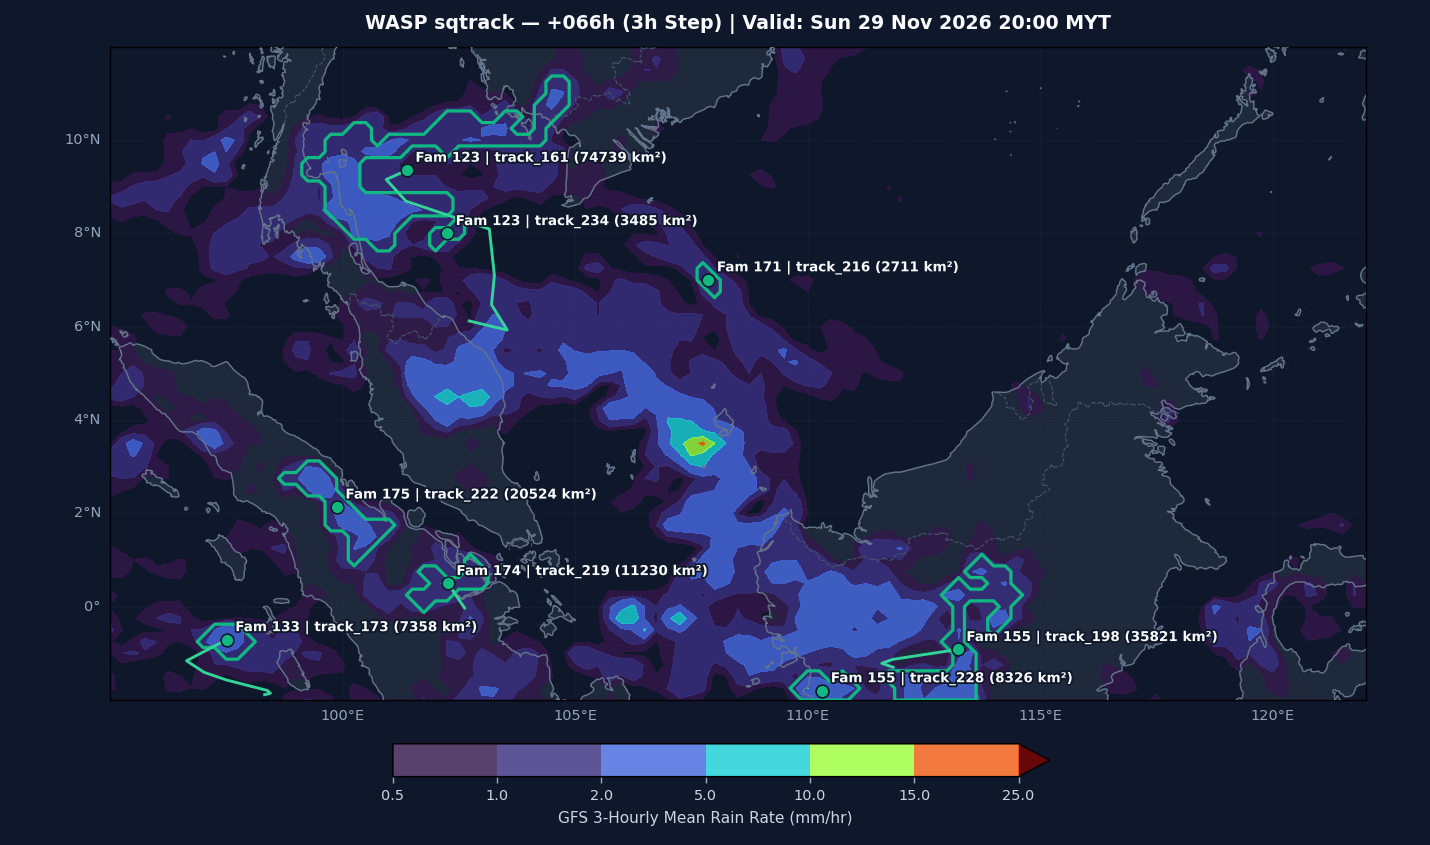 WASP sqtrack — +066h (3h Step) | Valid: Sun 29 Nov 2026 20:00 MYT
10°N
Fam 123 | track_161 (74739 km²)
Fam 123 | track_234 (3485 km²)
8°N
Fam 171 | track_216 (2711 km²)
6°N
4°N
Fam 175 | track_222 (20524 km²)
2°N
Fam 174 | track_219 (11230 km²)
0°
Fam 133 | track_173 (7358 km²)
Fam 155 | track_198 (35821 km²)
Fam 155 | track_228 (8326 km²)
100°E 105°E 110°E 115°E 120°E
0.5 1.0 2.0 5.0 10.0 15.0 25.0
GFS 3-Hourly Mean Rain Rate (mm/hr)